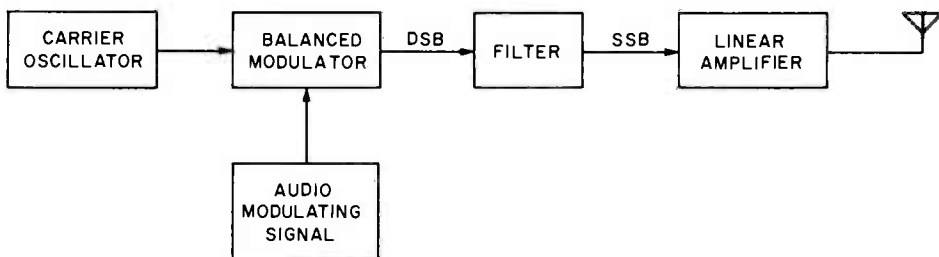 CARRIER
OSCILLATOR
BALANCED
MODULATOR
DSB
FILTER
SSB
LINEAR
AMPLIFIER
AUDIO
MODULATING
SIGNAL